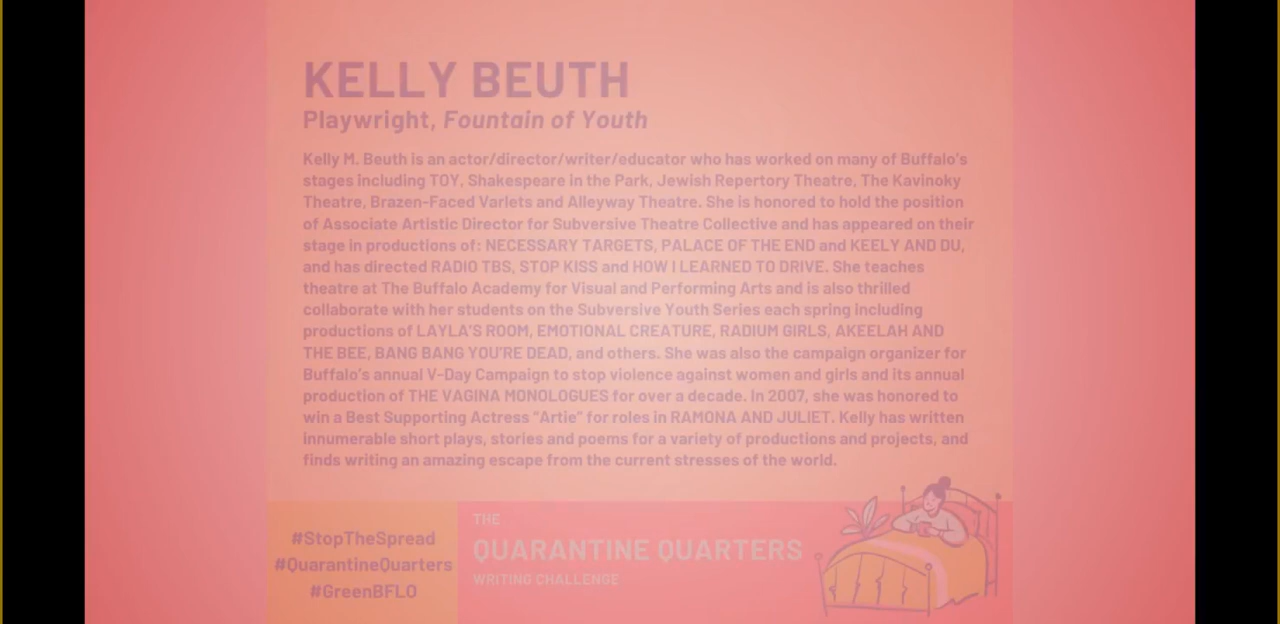 KELLY BEUTH
Playwright, Fountain of Youth
Kelly M. Beuth is an actor/director/writer/educator who has worked on many of Buffalo's
stages including TOY, Shakespeare in the Park, Jewish Repertory Theatre, The Kavinoky
Theatre, Brazen-Faced Varlets and Alleyway Theatre. She is honored to hold the position
of Associate Artistic Director for Subversive Theatre Collective and has appeared on their
stage in productions of: NECESSARY TARGETS, PALACE OF THE END and KEELY AND DU,
and has directed RADIO TBS, STOP KISS and HOW I LEARNED TO DRIVE. She teaches
theatre at The Buffalo Academy for Visual and Performing Arts and is also thrilled
collaborate with her students on the Subversive Youth Series each spring including
productions of LAYLA'S ROOM, EMOTIONAL CREATURE, RADIUM GIRLS, AKEELAH AND
THE BEE, BANG BANG YOU'RE DEAD, and others. She was also the campaign organizer for
Buffalo's annual V-Day Campaign to stop violence against women and girls and its annual
production of THE VAGINA MONOLOGUES for over a decade. In 2007, she was honored to
win a Best Supporting Actress "Artie" for roles in RAMONA AND JULIET. Kelly has written
innumerable short plays, stories and poems for a variety of productions and projects, and
finds writing an amazing escape from the current stresses of the world.
#StopTheSpread
#QuarantineQuarters
#GreenBFLO
THE
QUARANTINE QUARTERS
WRITING CHALLENGE